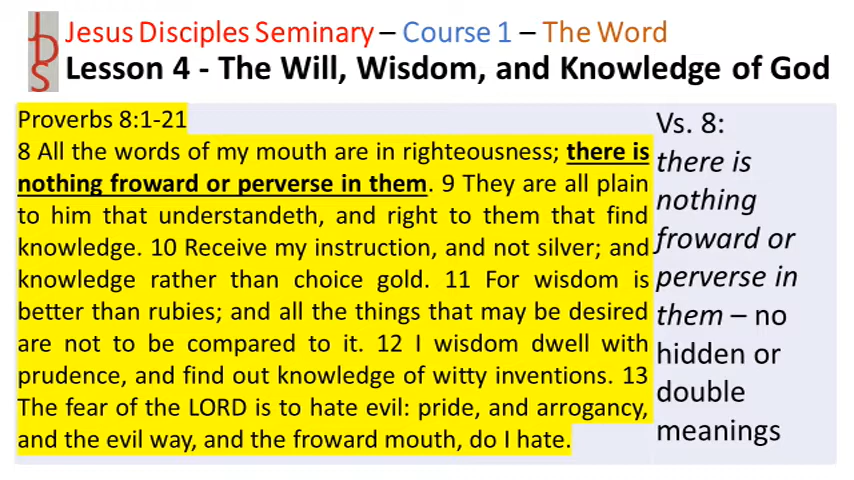 JDS
Jesus Disciples Seminary – Course 1 – The Word
Lesson 4 - The Will, Wisdom, and Knowledge of God
Proverbs 8:1-21
8 All the words of my mouth are in righteousness; there is
nothing froward or perverse in them. 9 They are all plain
to him that understandeth, and right to them that find
knowledge. 10 Receive my instruction, and not silver; and
knowledge rather than choice gold. 11 For wisdom is
better than rubies; and all the things that may be desired
are not to be compared to it. 12 I wisdom dwell with
prudence, and find out knowledge of witty inventions. 13
The fear of the LORD is to hate evil: pride, and arrogancy,
and the evil way, and the froward mouth, do I hate.
Vs. 8:
there is
nothing
froward or
perverse in
them – no
hidden or
double
meanings